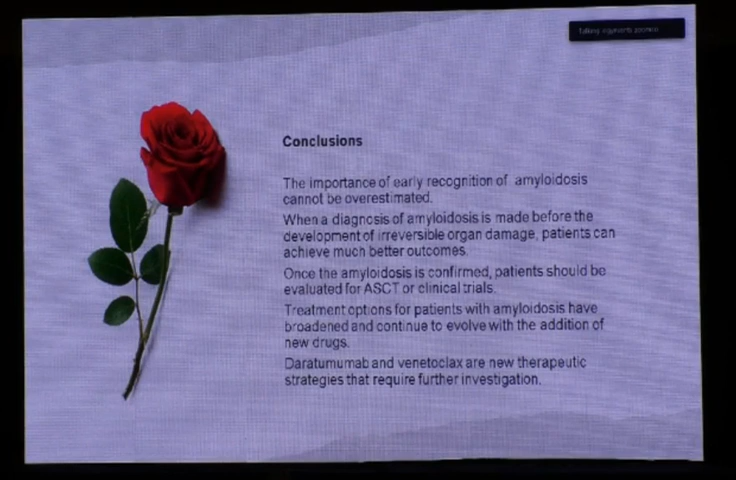 Conclusions
The importance of early recognition of amyloidosis
cannot be overestimated.
When a diagnosis of amyloidosis is made before the
development of irreversible organ damage, patients can
achieve much better outcomes.
Once the amyloidosis is confirmed, patients should be
evaluated for ASCT or clinical trials.
Treatment options for patients with amyloidosis have
broadened and continue to evolve with the addition of
new drugs.
Daratumumab and venetoclax are new therapeutic
strategies that require further investigation.